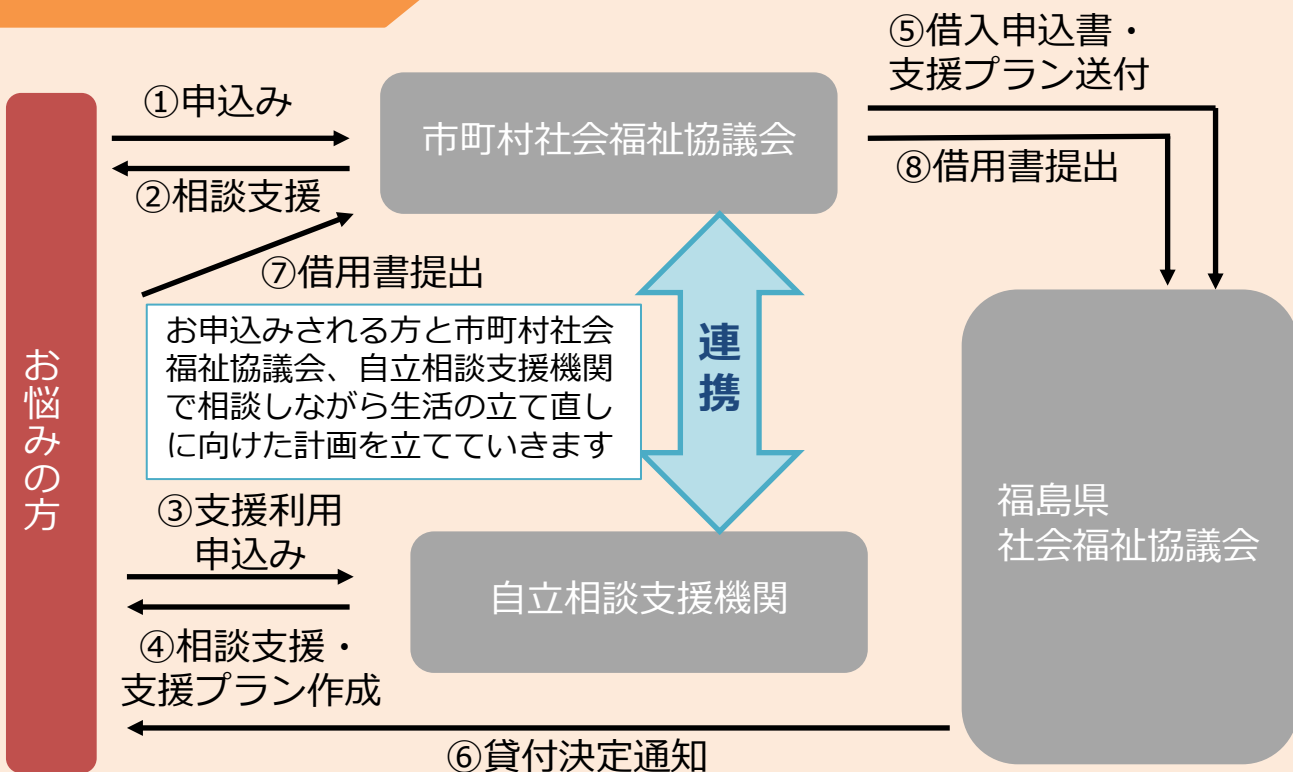 ⑤借入申込書・
支援プラン送付
①申込み
市町村社会福祉協議会
②相談支援
⑧借用書提出
⑦借用書提出
お申込みされる方と市町村社会
福祉協議会、自立相談支援機関
で相談しながら生活の立て直し
に向けた計画を立てていきます
連携
お悩みの方
③支援利用
申込み
自立相談支援機関
福島県
社会福祉協議会
④相談支援・
支援プラン作成
⑥貸付決定通知